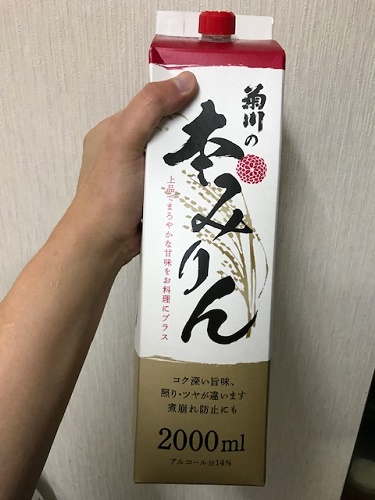 菊川の
本みりん
上品でまろやかな甘味をお料理にプラス
コク深い旨味、
照り・ツヤが違います
煮崩れ防止にも
2000ml
アルコール分14%